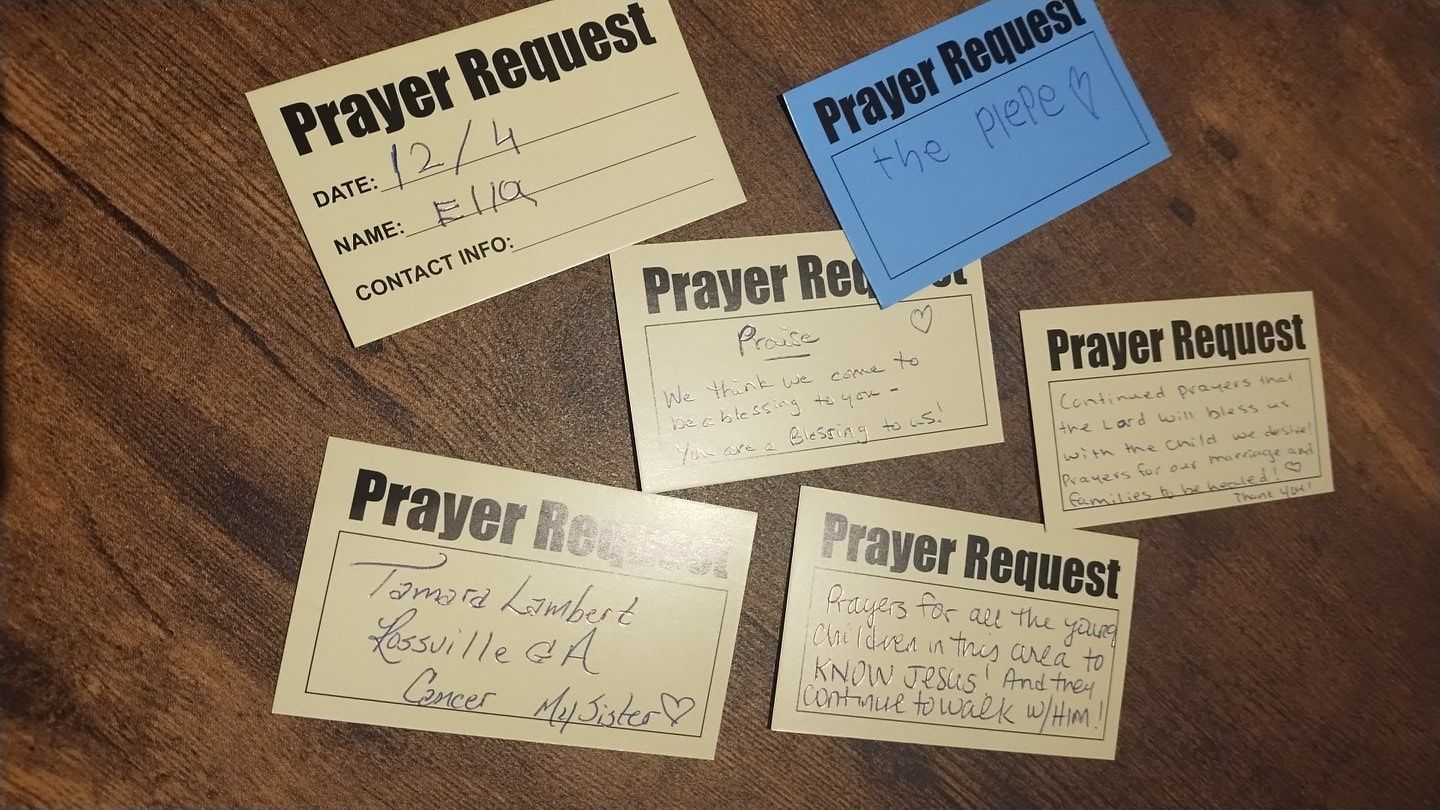 Prayer Request
DATE: 12/4
NAME: Ella
CONTACT INFO:
Prayer Request
the plepe ♡
Prayer Request
Praise ♡
We think we come to
be a blessing to you -
You are a Blessing to us!
Prayer Request
Continued prayers that
the Lord will bless us
with the child we desire!
Prayers for our marriage and
families to be healed!! ♡
Thank you!
Prayer Request
Tamara Lambert
Rossville GA
Cancer My Sister ♡
Prayer Request
Prayers for all the young
children in this area to
KNOW JESUS! And they
continue to walk w/HIM!